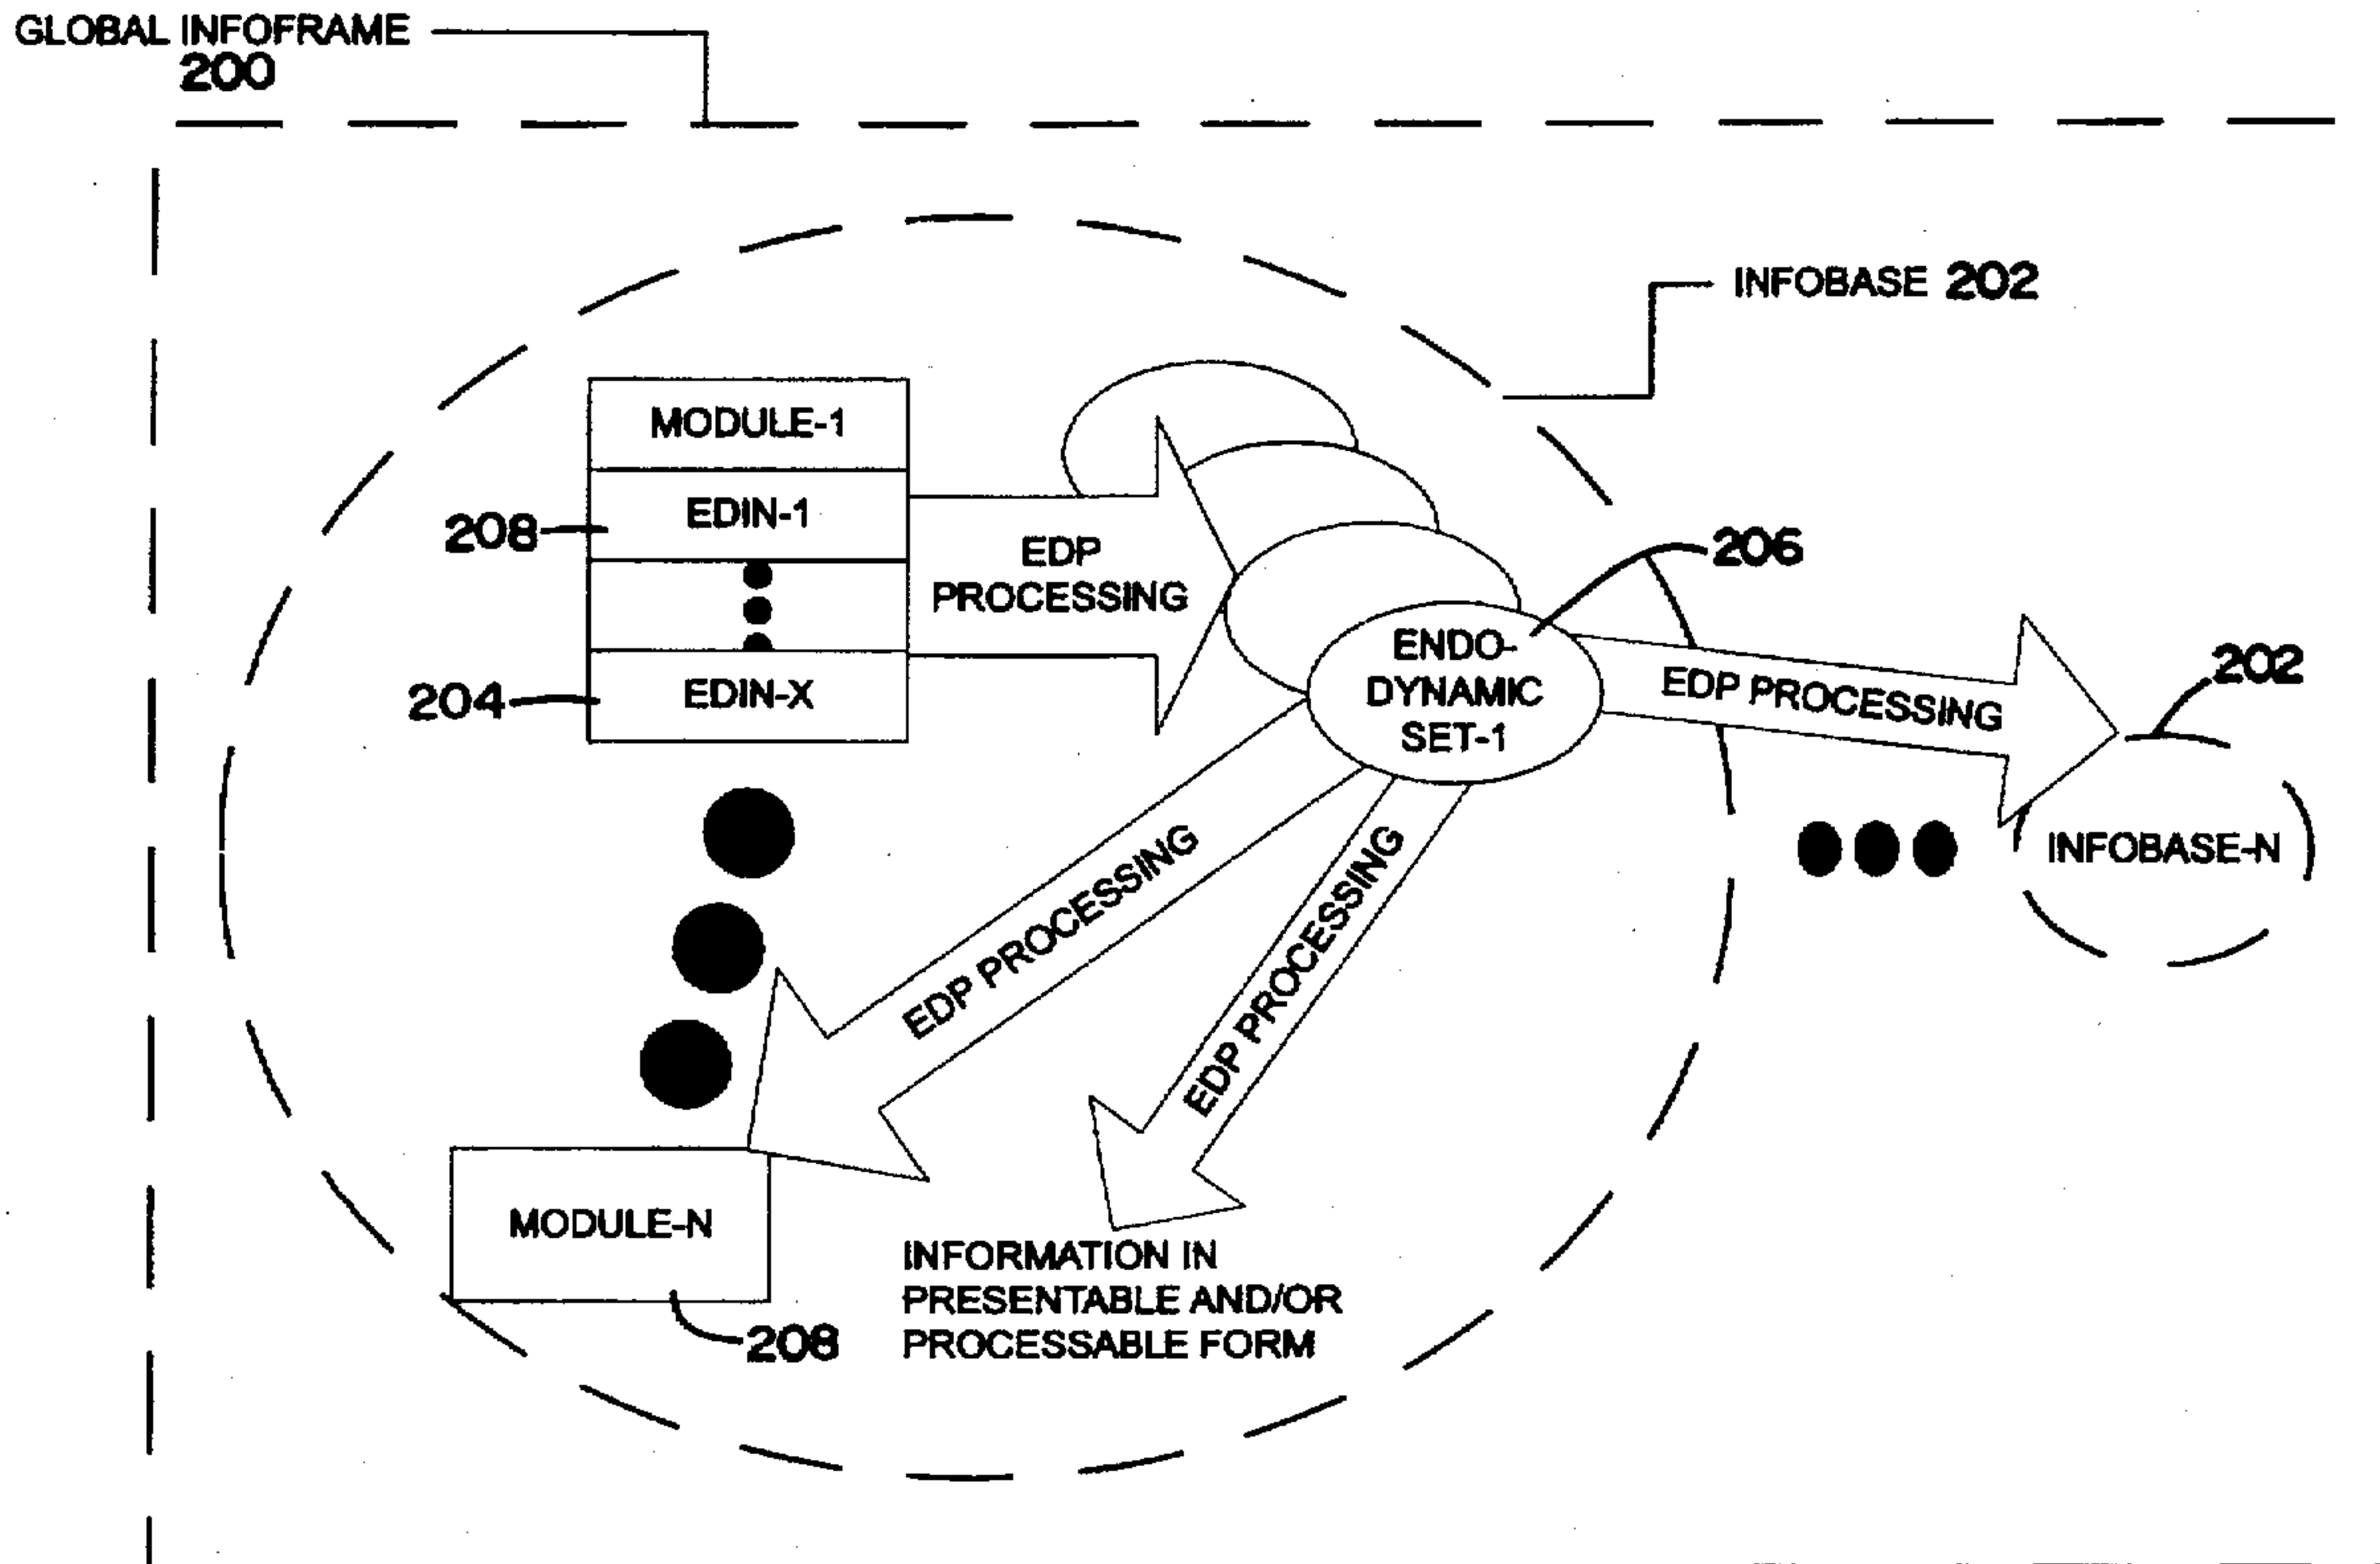 GLOBAL INFOFRAME
200
INFOBASE 202
MODULE-1
EDIN-1
208
EDP
PROCESSING
206
EDIN-X
204
ENDO-
DYNAMIC
SET-1
EDP PROCESSING
202
INFOBASE-N
EDP PROCESSING
EDP PROCESSING
MODULE-N
208
INFORMATION IN
PRESENTABLE AND/OR
PROCESSABLE FORM